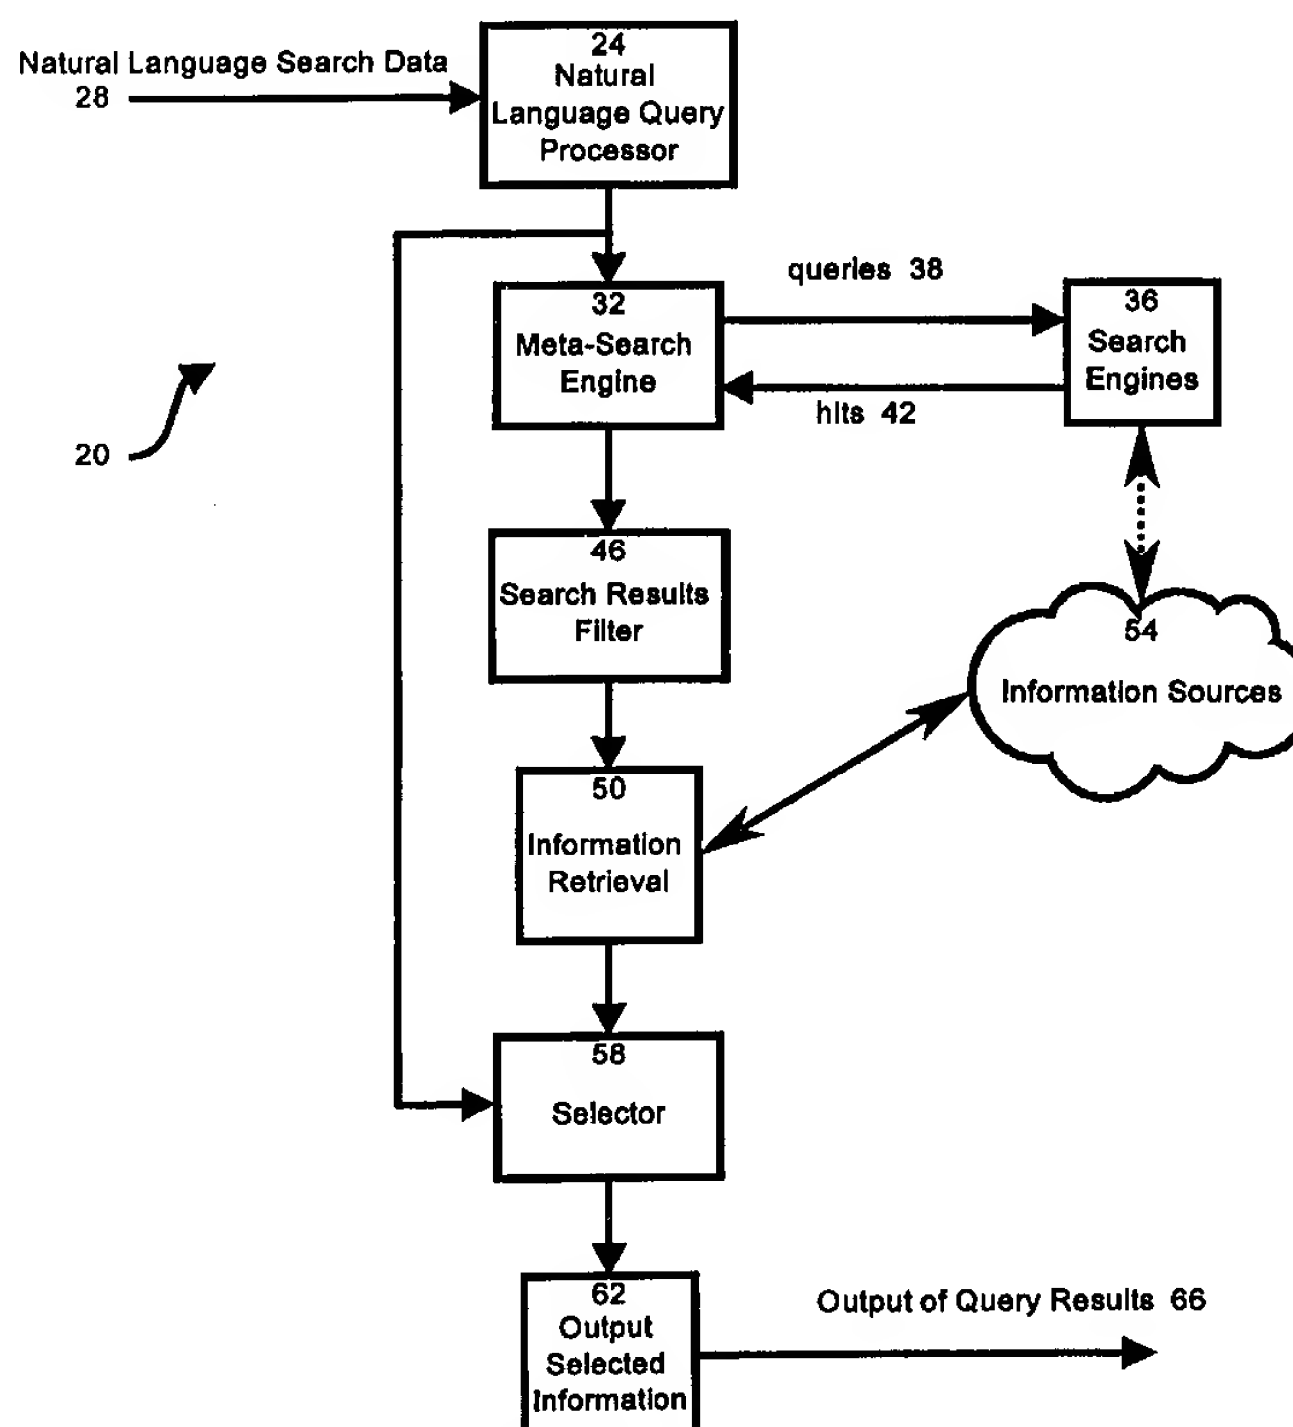 Natural Language Search Data
28
24
Natural
Language Query
Processor
queries 38
32
Meta-Search
Engine
36
Search
Engines
hits 42
20
46
Search Results
Filter
54
Information Sources
50
Information
Retrieval
58
Selector
62
Output
Selected
Information
Output of Query Results 66